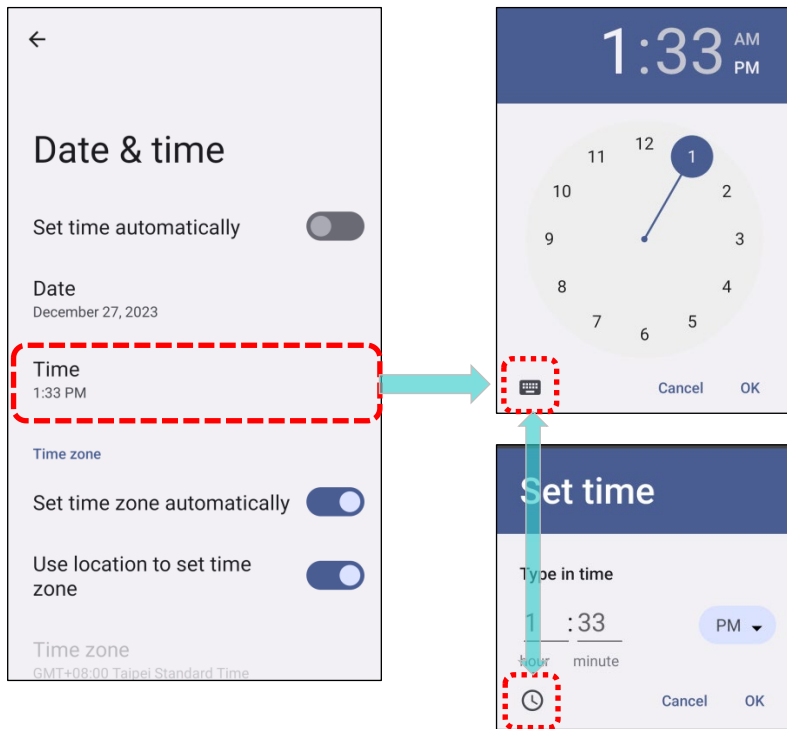 Date & time
Set time automatically
Date
December 27, 2023
Time
1:33 PM
Time zone
Set time zone automatically
Use location to set time
zone
Time zone
GMT+08:00 Taipei Standard Time
1:33 AM
PM
12
1
2
3
4
5
6
7
8
9
10
11
Cancel OK
Set time
Type in time
1 :33 PM
hour minute
Cancel OK